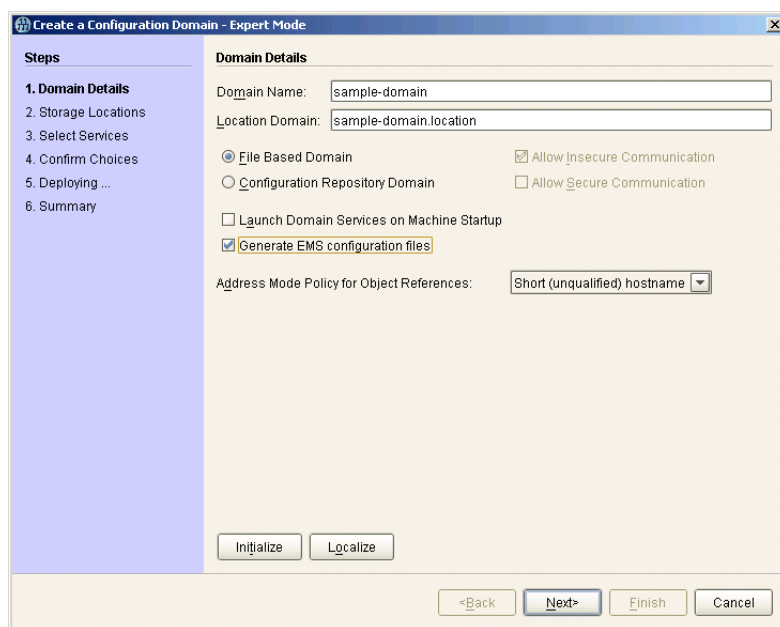 Create a Configuration Domain - Expert Mode
Steps
1. Domain Details
2. Storage Locations
3. Select Services
4. Confirm Choices
5. Deploying ...
6. Summary
Domain Details
Domain Name: sample-domain
Location Domain: sample-domain.location
File Based Domain Allow Insecure Communication
Configuration Repository Domain Allow Secure Communication
Launch Domain Services on Machine Startup
Generate EMS configuration files
Address Mode Policy for Object References: Short (unqualified) hostname
Initialize Localize
<Back Next> Finish Cancel